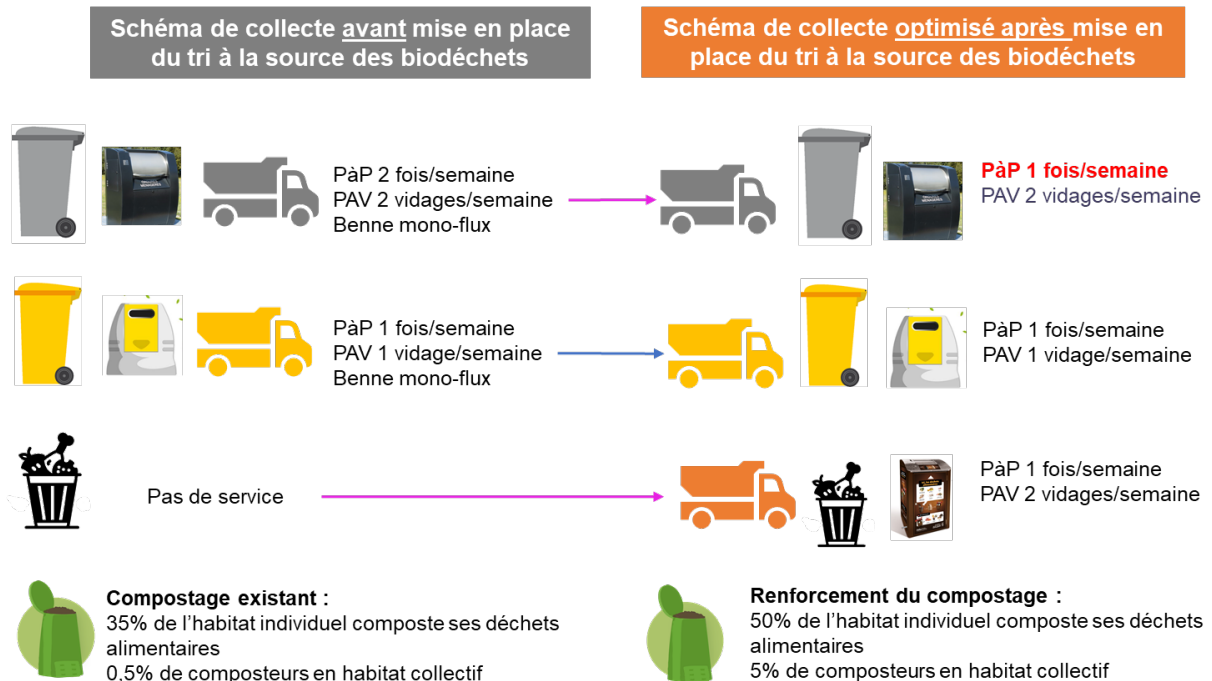 Schéma de collecte avant mise en place
du tri à la source des biodéchets
Schéma de collecte optimisé après mise en
place du tri à la source des biodéchets
PàP 2 fois/semaine
PAV 2 vidages/semaine
Benne mono-flux
PàP 1 fois/semaine
PAV 2 vidages/semaine
PàP 1 fois/semaine
PAV 1 vidage/semaine
Benne mono-flux
PàP 1 fois/semaine
PAV 1 vidage/semaine
Pas de service
PàP 1 fois/semaine
PAV 2 vidages/semaine
Compostage existant :
35% de l’habitat individuel composte ses déchets
alimentaires
0,5% de composteurs en habitat collectif
Renforcement du compostage :
50% de l’habitat individuel composte ses déchets
alimentaires
5% de composteurs en habitat collectif